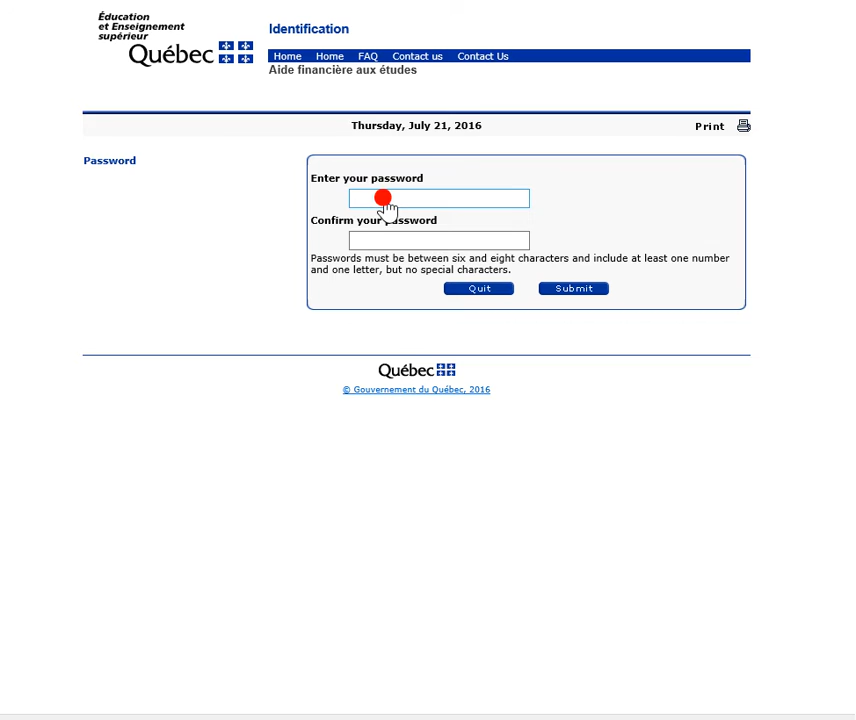 Éducation
et Enseignement
supérieur
Québec
Identification
Home Home FAQ Contact us Contact Us
Aide financière aux études
Thursday, July 21, 2016
Print
Password
Enter your password
Confirm your password
Passwords must be between six and eight characters and include at least one number
and one letter, but no special characters.
Quit Submit
Québec
© Gouvernement du Québec, 2016